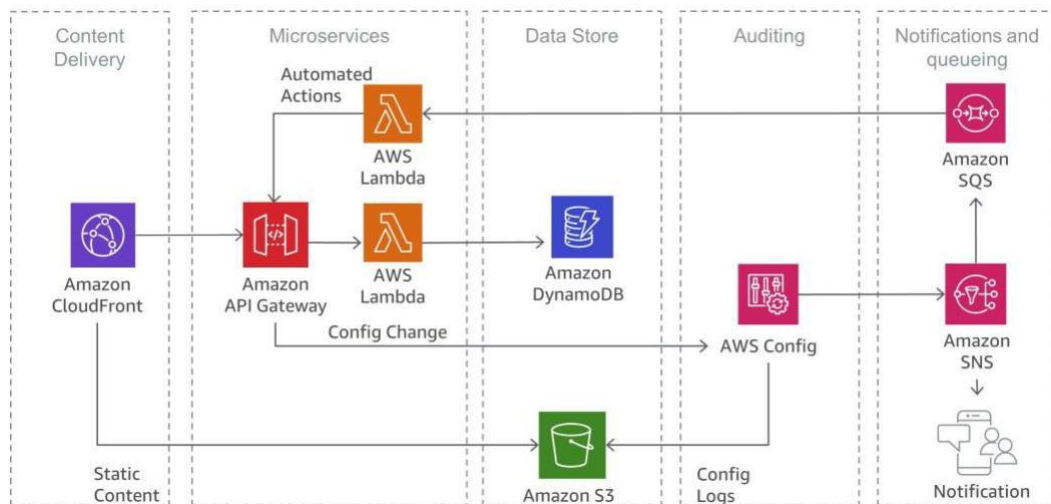 Content
Delivery
Microservices
Data Store
Auditing
Notifications and
queueing
Automated
Actions
AWS
Lambda
Amazon
SQS
Amazon
CloudFront
Amazon
API Gateway
AWS
Lambda
Amazon
DynamoDB
Config Change
AWS Config
Amazon
SNS
Static
Content
Amazon S3
Config
Logs
Notification